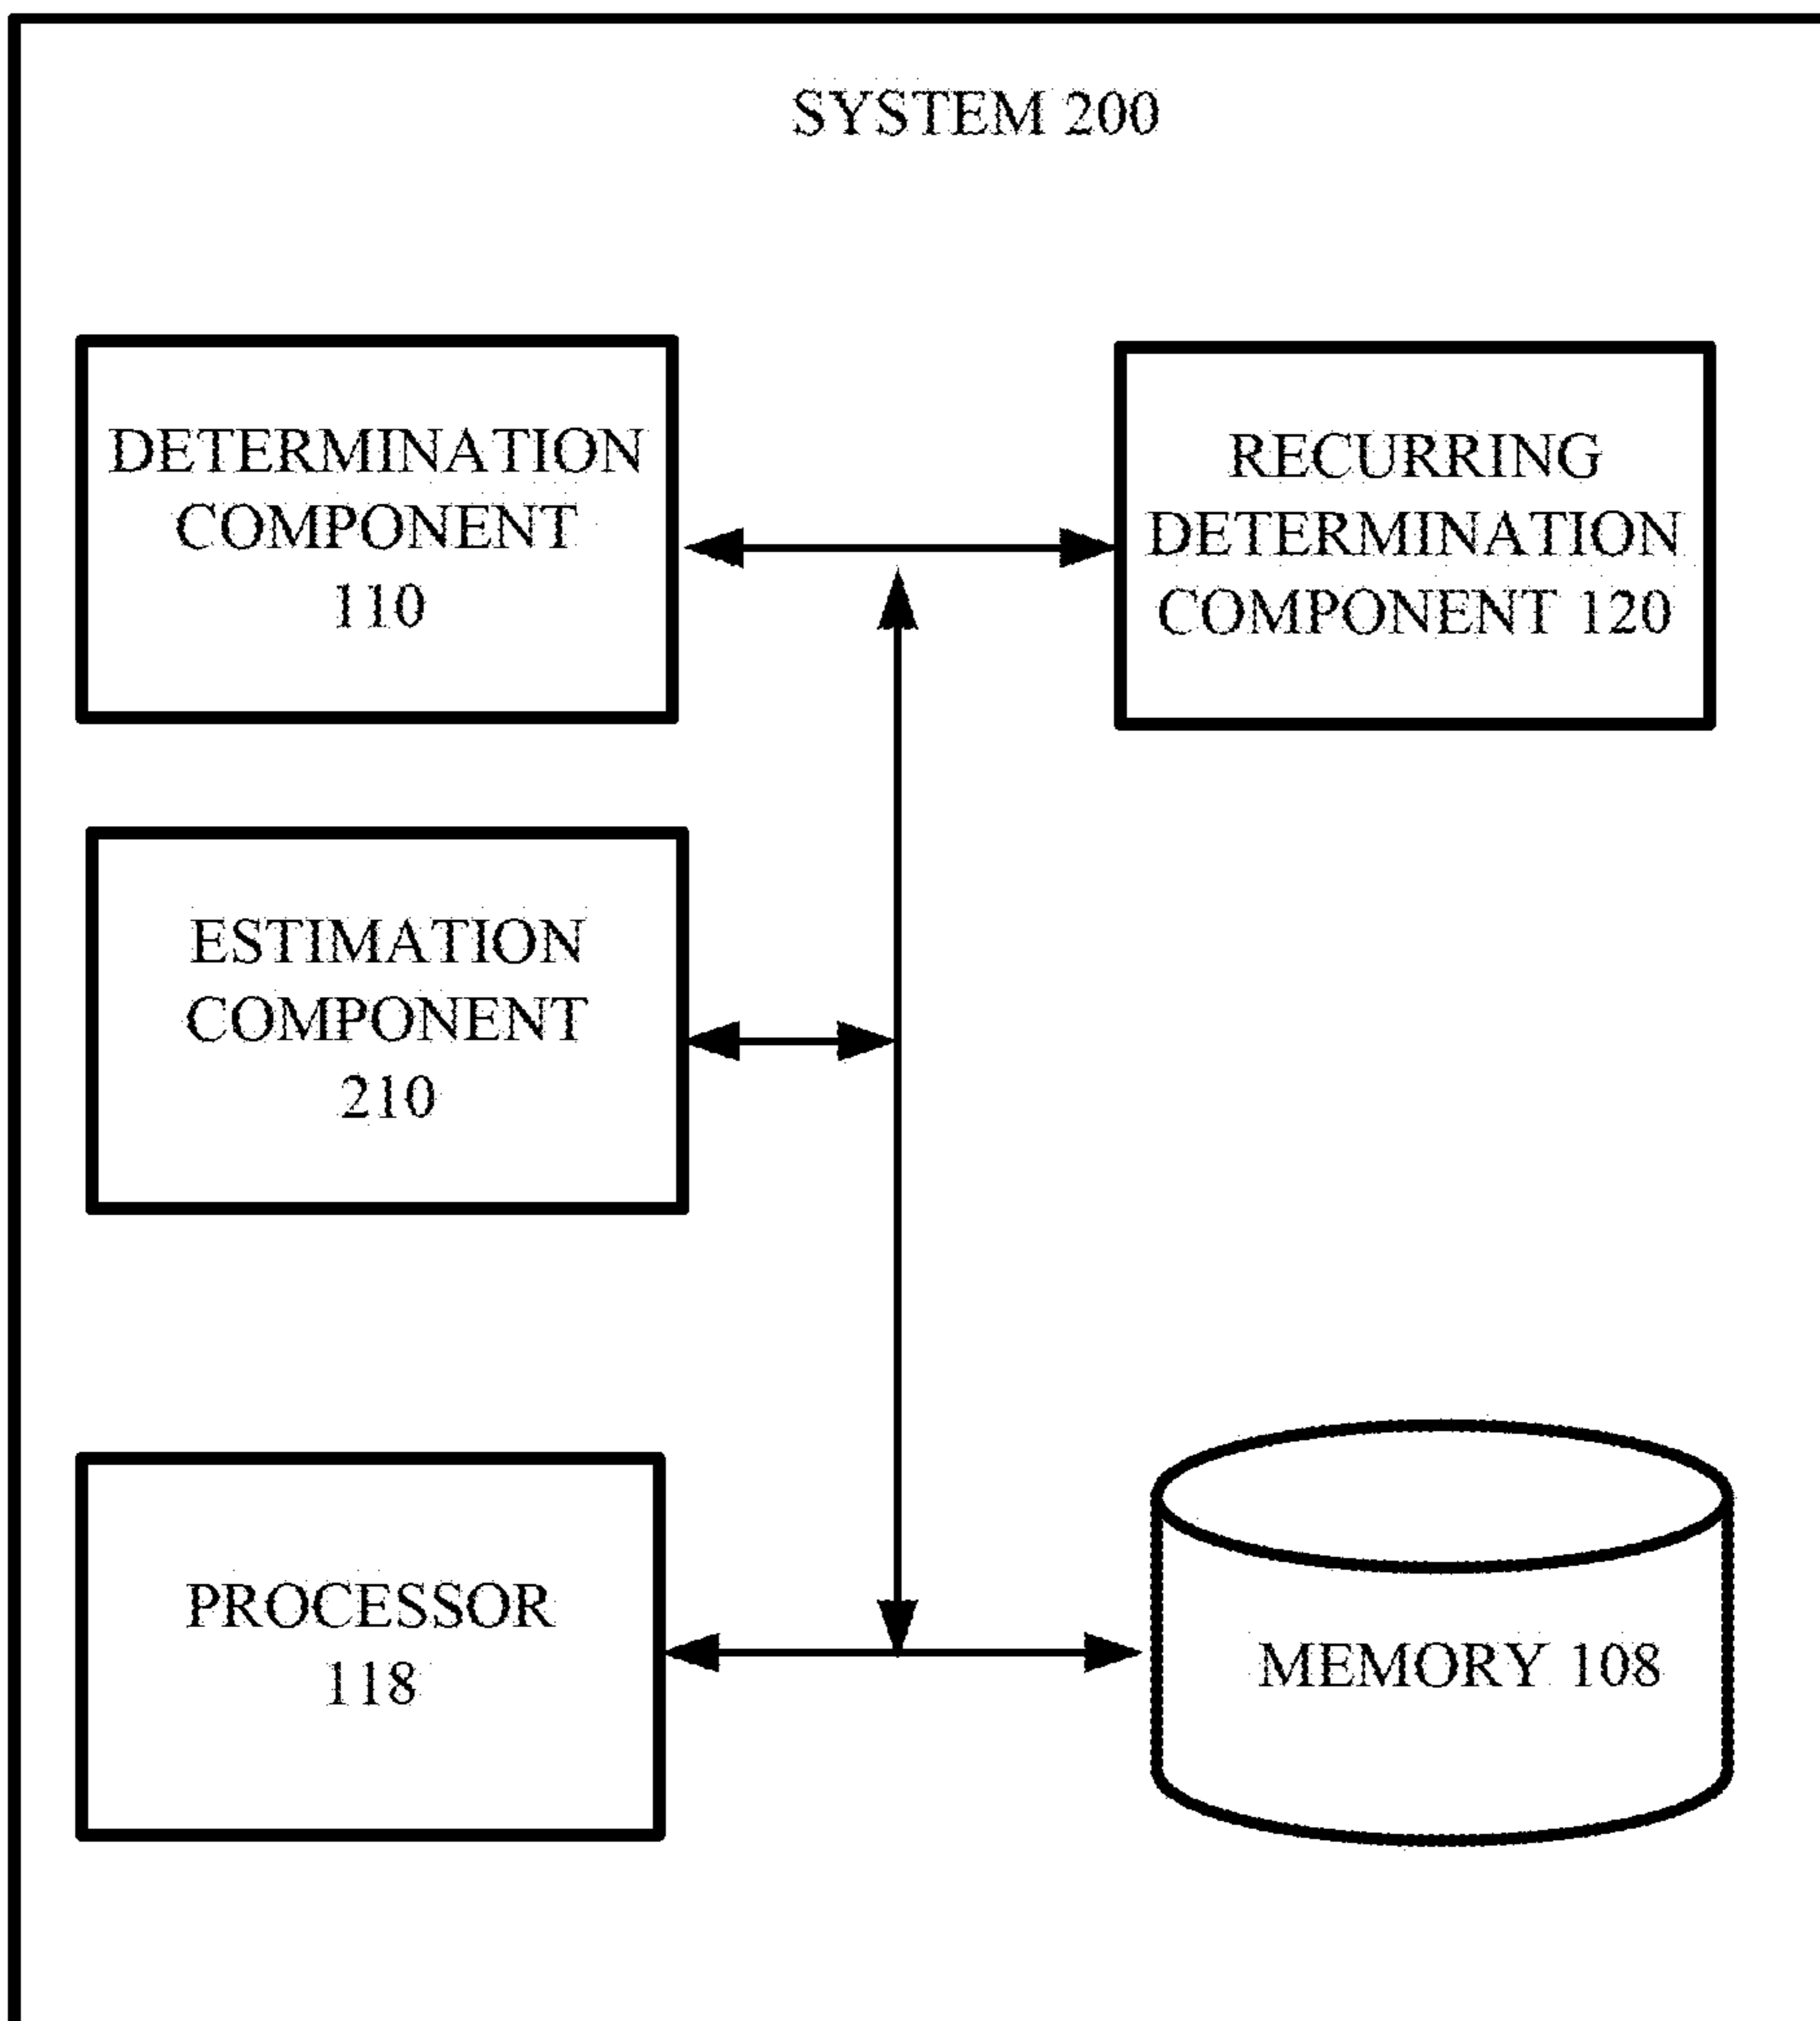 SYSTEM 200
DETERMINATION
COMPONENT
110
RECURRING
DETERMINATION
COMPONENT 120
ESTIMATION
COMPONENT
210
PROCESSOR
118
MEMORY 108